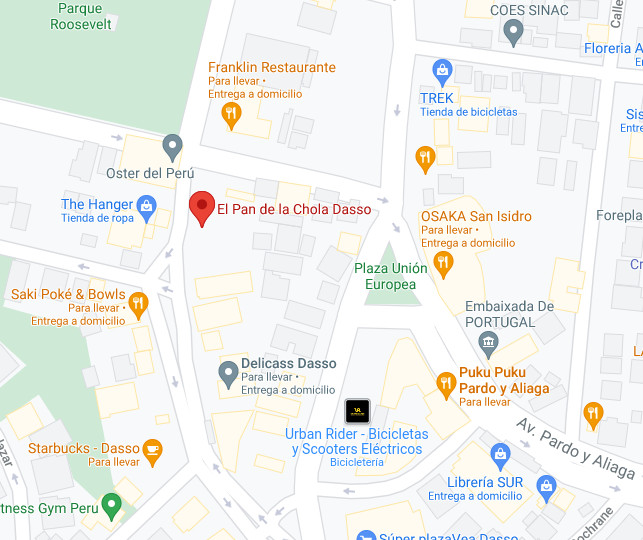 Parque
Roosevelt
COES SINAC
Calle
Floreria A
En
Franklin Restaurante
Para llevar •
Entrega a domicilio
TREK
Tienda de bicicletas
Sis
Entre
Oster del Perú
The Hanger
Tienda de ropa
El Pan de la Chola Dasso
OSAKA San Isidro
Para llevar •
Entrega a domicilio
Forepla
Plaza Unión
Europea
Cr
Saki Poké & Bowls
Para llevar •
Entrega a domicilio
Embaixada De
PORTUGAL
LA
Delicass Dasso
Para llevar •
Entrega a domicilio
Puku Puku
Pardo y Aliaga
Para llevar
Urban Rider - Bicicletas
y Scooters Eléctricos
Bicicletería
Av. Pardo y Aliaga
Starbucks - Dasso
Para llevar
Librería SUR
Entrega a domicilio
azar
tness Gym Peru
ochrane
Súper plazaVea Dasso